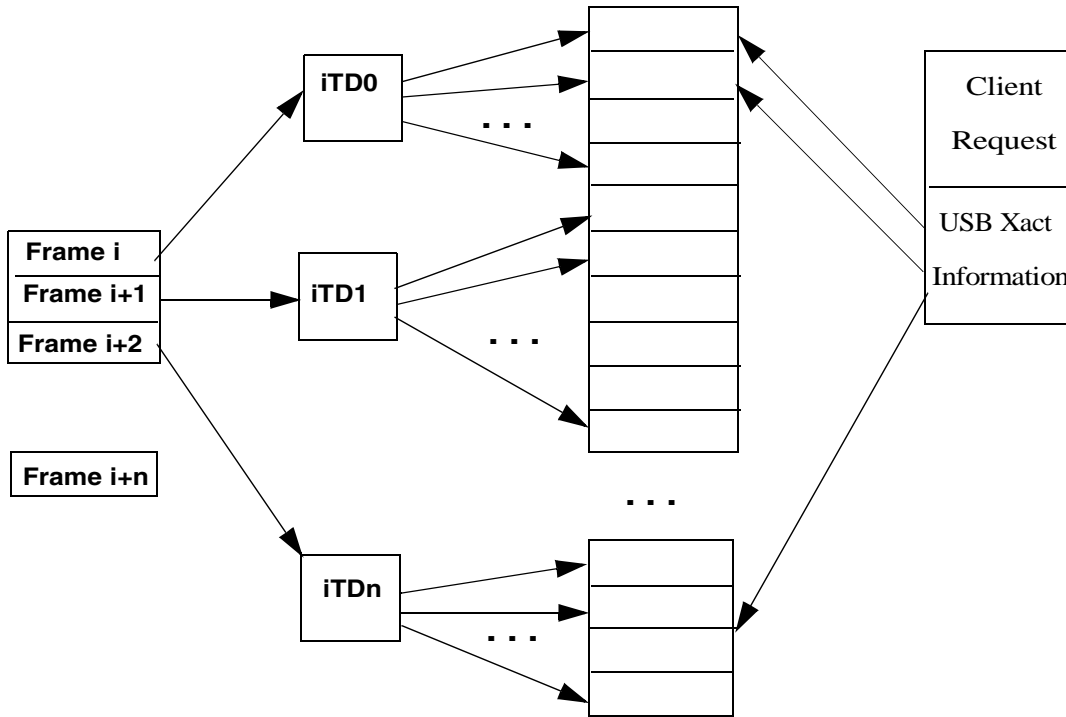 iTD0
. . .
Client
Request
Frame i
Frame i+1
Frame i+2
iTD1
. . .
USB Xact
Information
Frame i+n
. . .
iTDn
. . .